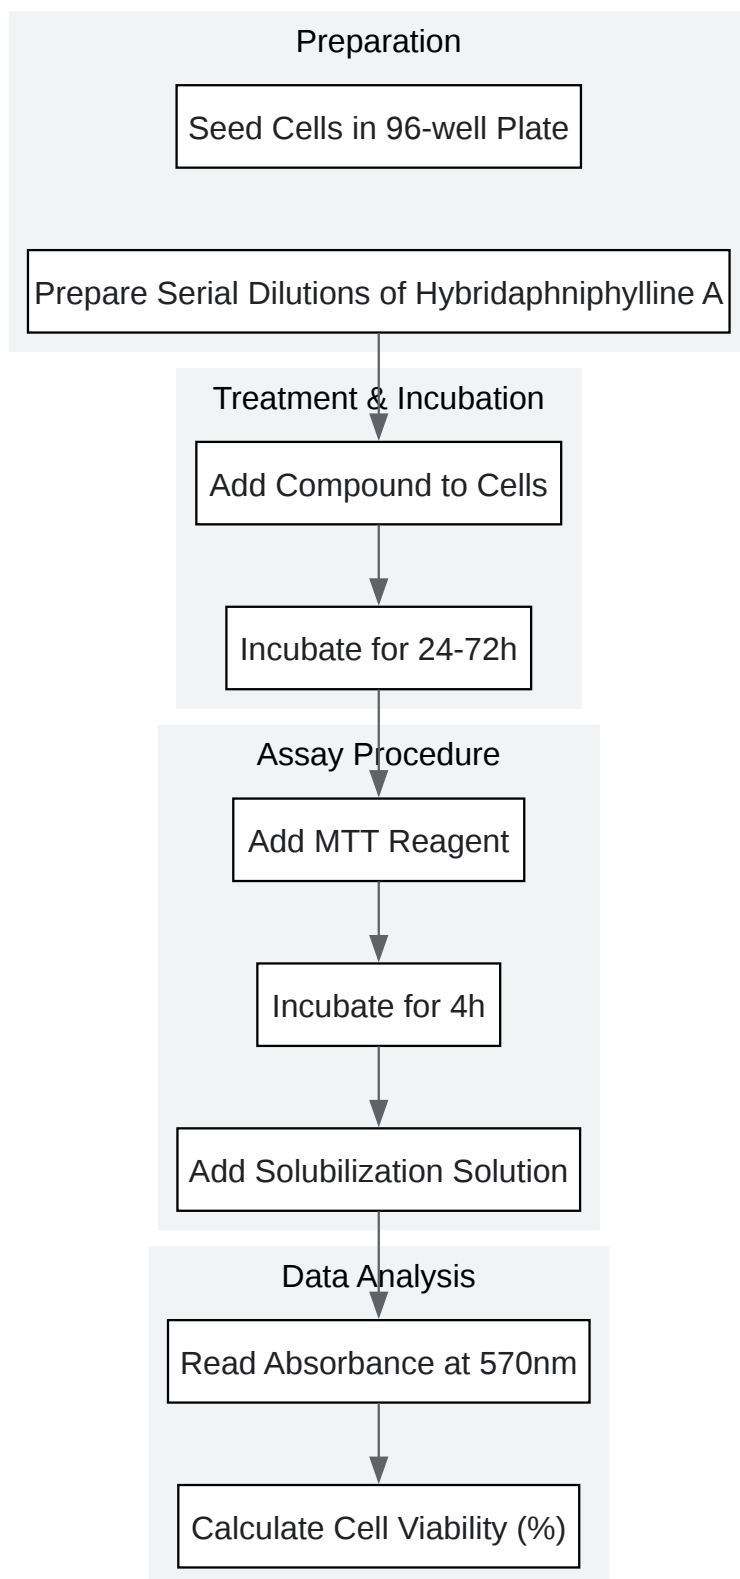 Preparation
Seed Cells in 96-well Plate
Prepare Serial Dilutions of Hybridaphniphylline A
Treatment & Incubation
Add Compound to Cells
Incubate for 24-72h
Assay Procedure
Add MTT Reagent
Incubate for 4h
Add Solubilization Solution
Data Analysis
Read Absorbance at 570nm
Calculate Cell Viability (%)